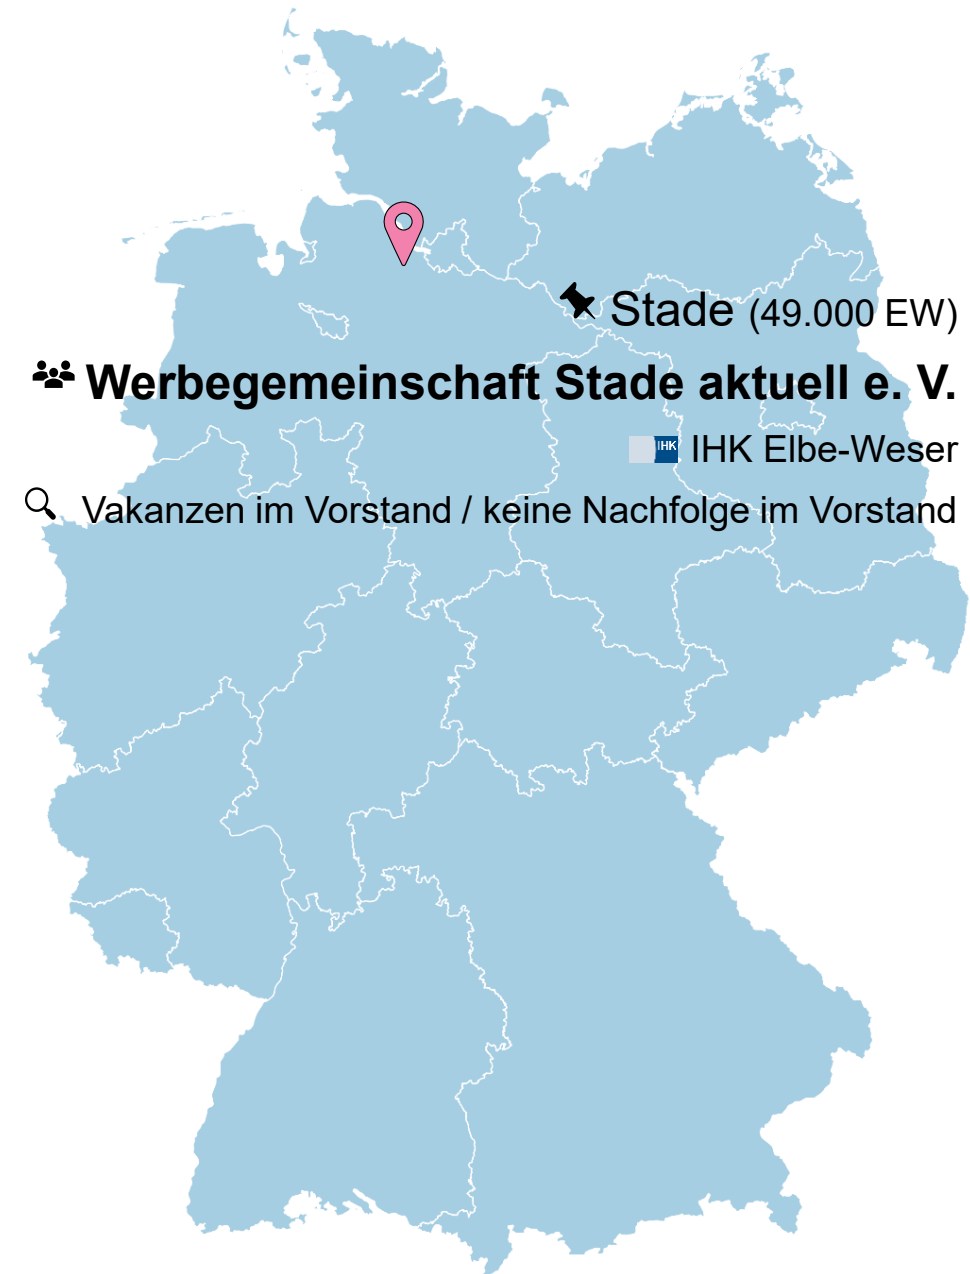 Stade (49.000 EW)
Werbegemeinschaft Stade aktuell e. V.
IHK IHK Elbe-Weser
Vakanzen im Vorstand / keine Nachfolge im Vorstand